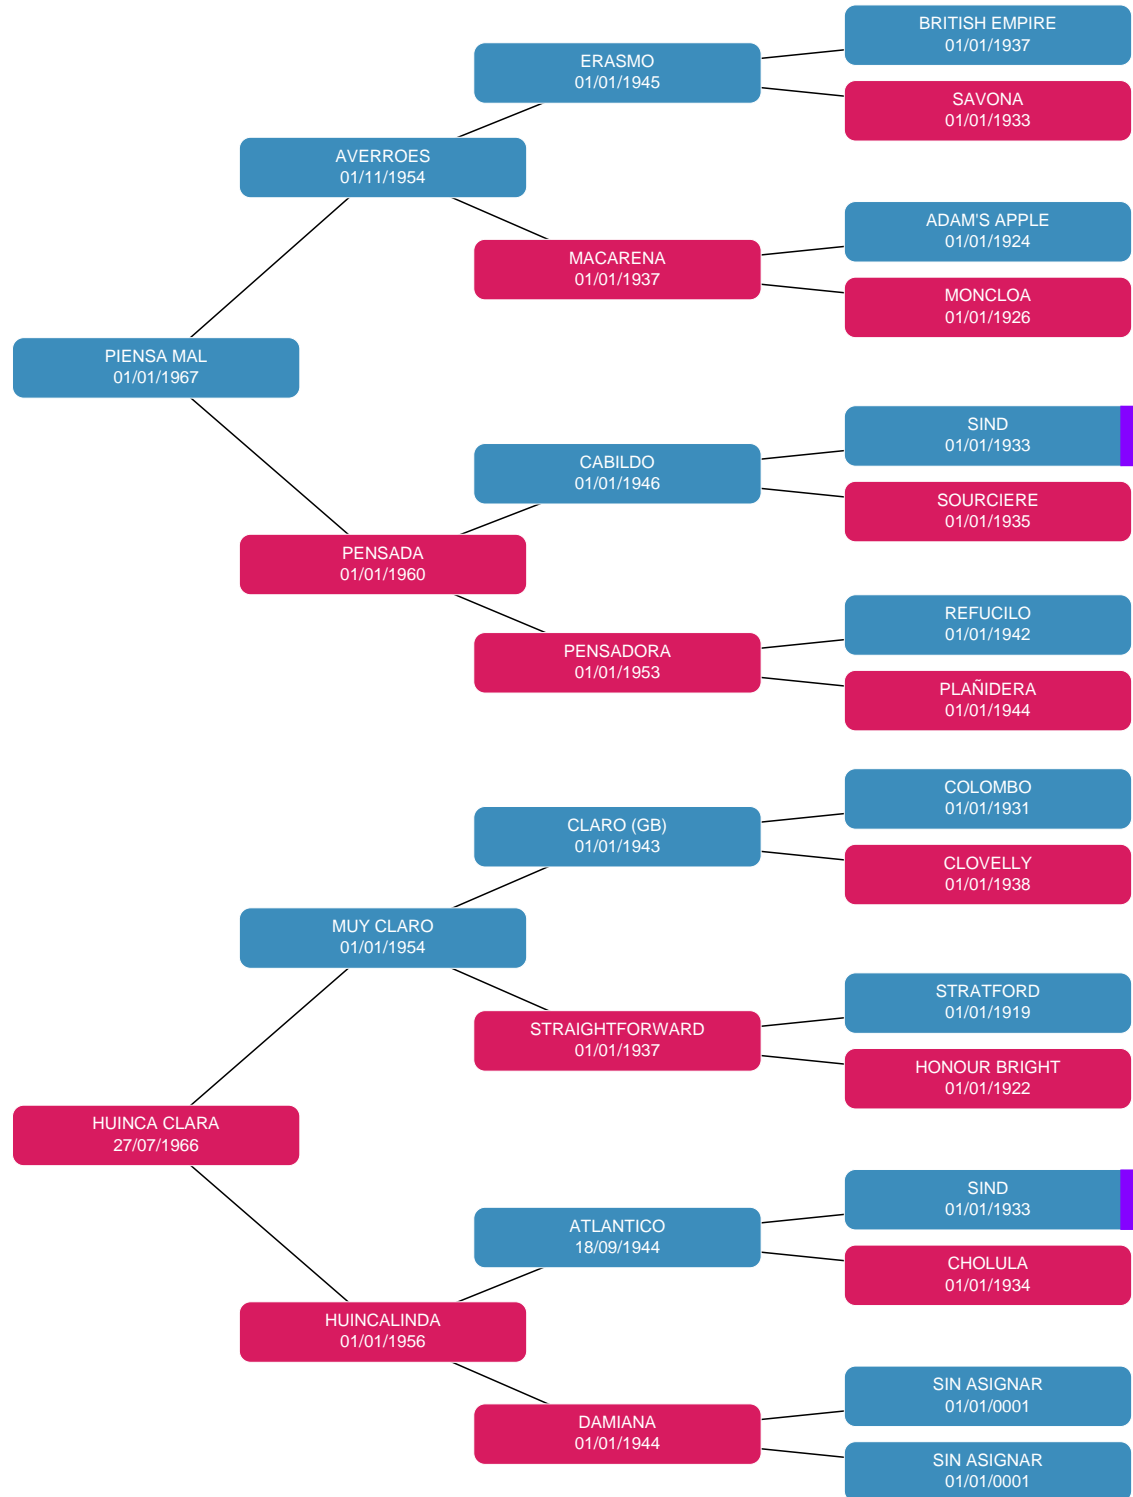 BRITISH EMPIRE
01/01/1937
ERASMO
01/01/1945
SAVONA
01/01/1933
AVERROES
01/11/1954
ADAM'S APPLE
01/01/1924
MACARENA
01/01/1937
MONCLOA
01/01/1926
PIENSA MAL
01/01/1967
SIND
01/01/1933
CABILDO
01/01/1946
SOURCIERE
01/01/1935
PENSADA
01/01/1960
REFUCILO
01/01/1942
PENSADORA
01/01/1953
PLAÑIDERA
01/01/1944
COLOMBO
01/01/1931
CLARO (GB)
01/01/1943
CLOVELLY
01/01/1938
MUY CLARO
01/01/1954
STRATFORD
01/01/1919
STRAIGHTFORWARD
01/01/1937
HONOUR BRIGHT
01/01/1922
HUINCA CLARA
27/07/1966
SIND
01/01/1933
ATLANTICO
18/09/1944
CHOLULA
01/01/1934
HUINCALINDA
01/01/1956
SIN ASIGNAR
01/01/0001
DAMIANA
01/01/1944
SIN ASIGNAR
01/01/0001